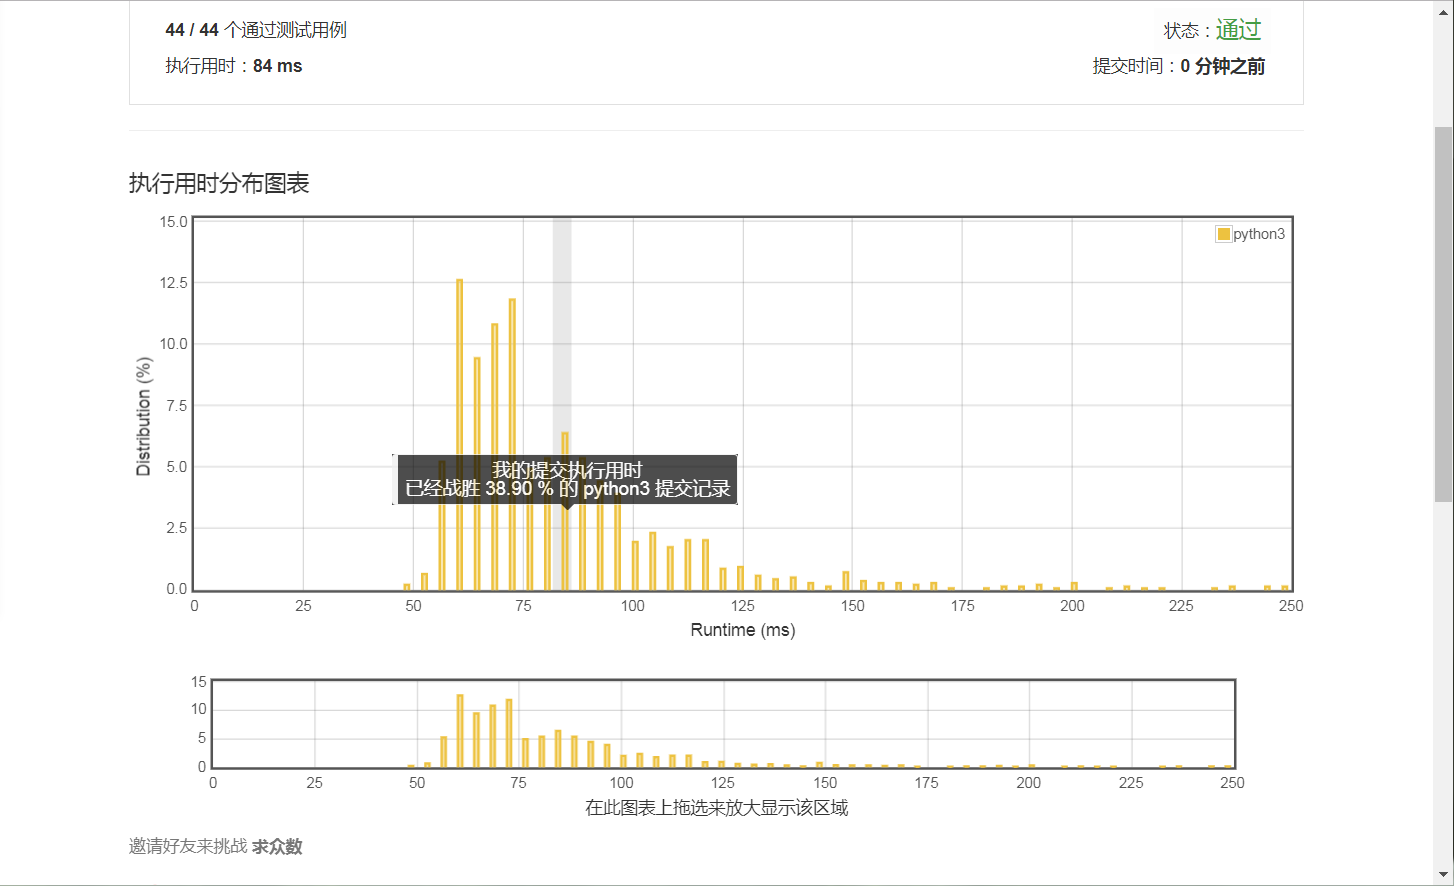 44 / 44 个通过测试用例
状态：通过
执行用时：84 ms
提交时间：0 分钟之前
执行用时分布图表
15.0
12.5
10.0
7.5
5.0
2.5
0.0
Distribution (%)
python3
我的提交执行用时
已经战胜 38.90 % 的 python3 提交记录
0 25 50 75 100 125 150 175 200 225 250
Runtime (ms)
15
10
5
0
0 25 50 75 100 125 150 175 200 225 250
在此图表上拖选来放大显示该区域
邀请好友来挑战 求众数